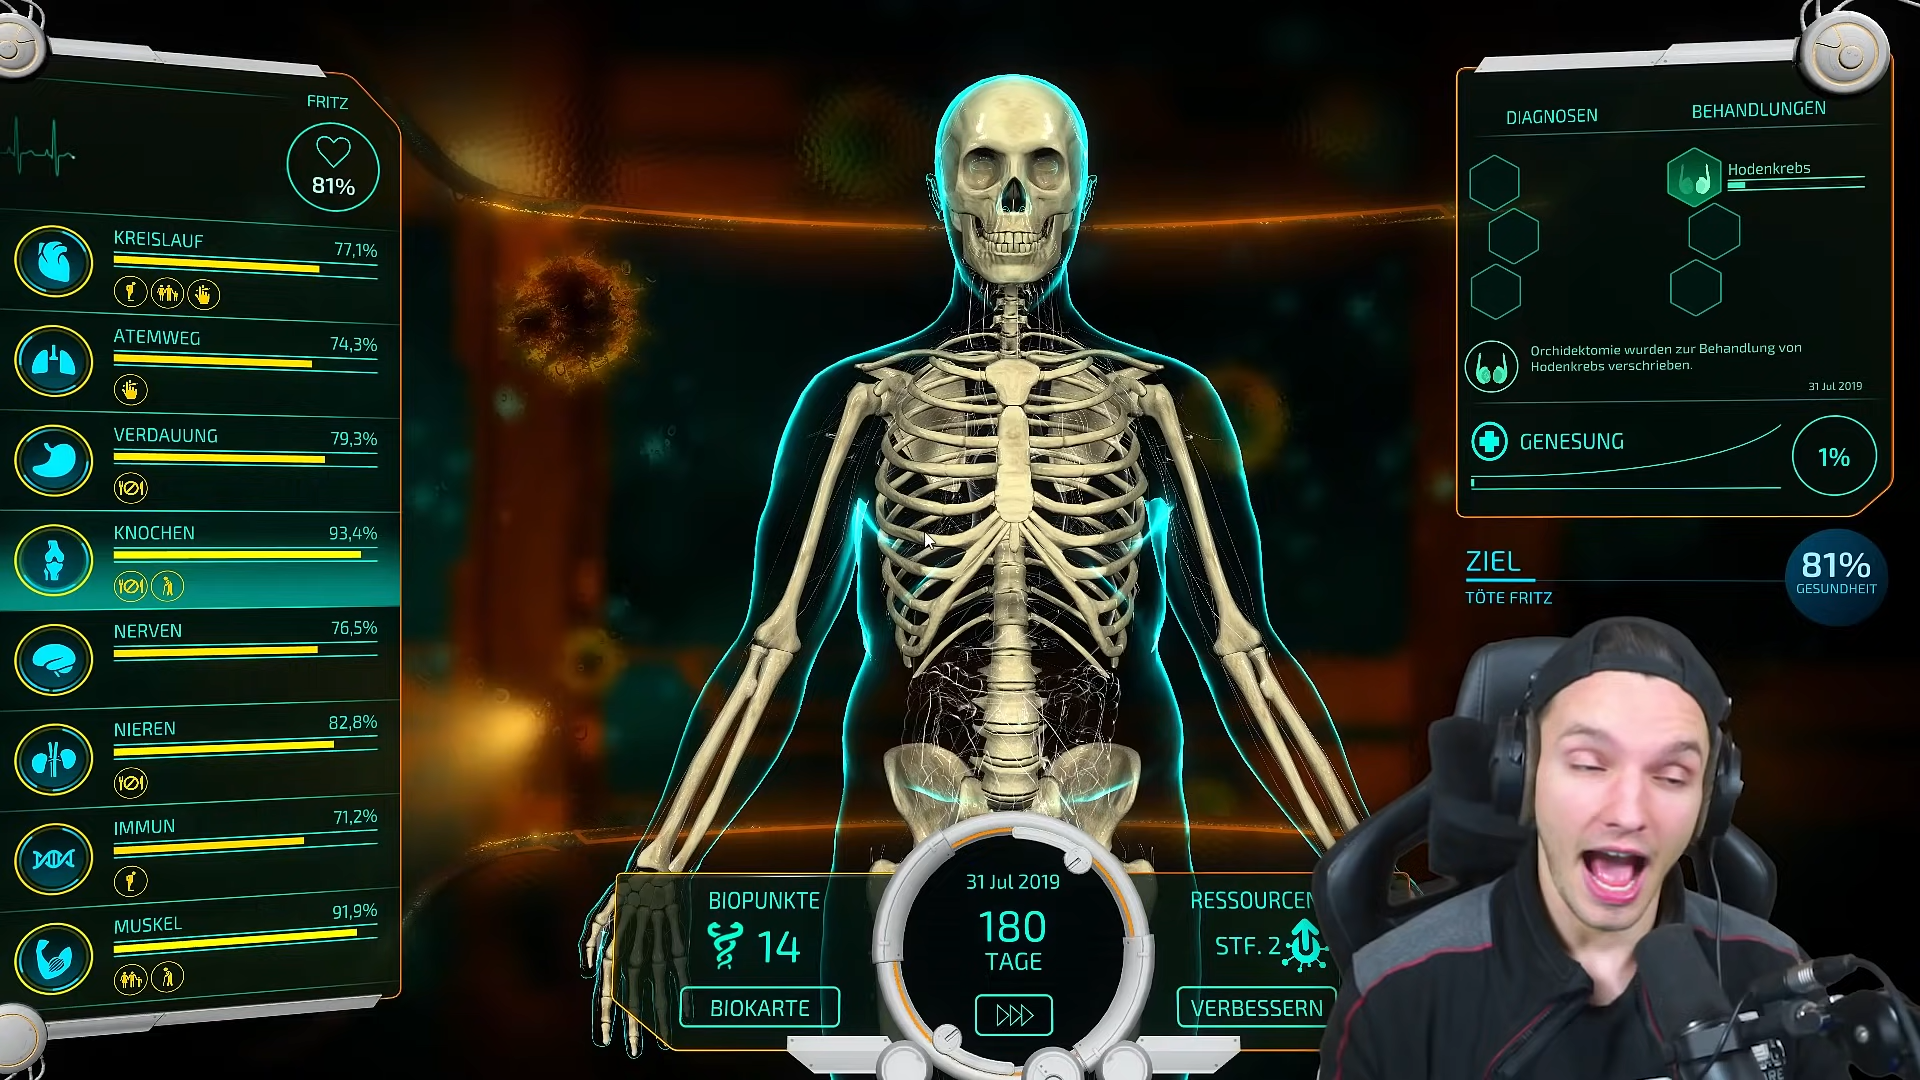 FRITZ
81%
KREISLAUF
77,1%
ATEMWEG
74,3%
VERDAUUNG
79,3%
KNOCHEN
93,4%
NERVEN
76,5%
NIEREN
82,8%
IMMUN
71,2%
MUSKEL
91,9%
DIAGNOSEN
BEHANDLUNGEN
Hodenkrebs
Orchidektomie wurden zur Behandlung von
Hodenkrebs verschrieben.
31 Jul 2019
GENESUNG
1%
ZIEL
TÖTE FRITZ
81%
GESUNDHEIT
BIOPUNKTE
14
BIOKARTE
31 Jul 2019
180
TAGE
RESSOURCEN
STF. 2
VERBESSERN